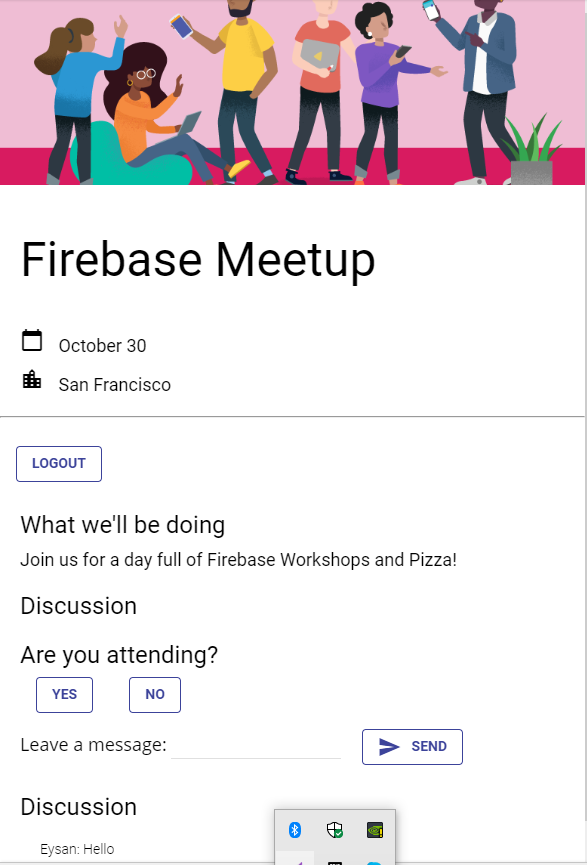 Firebase Meetup
October 30
San Francisco
LOGOUT
What we'll be doing
Join us for a day full of Firebase Workshops and Pizza!
Discussion
Are you attending?
YES NO
Leave a message: SEND
Discussion
Eysan: Hello